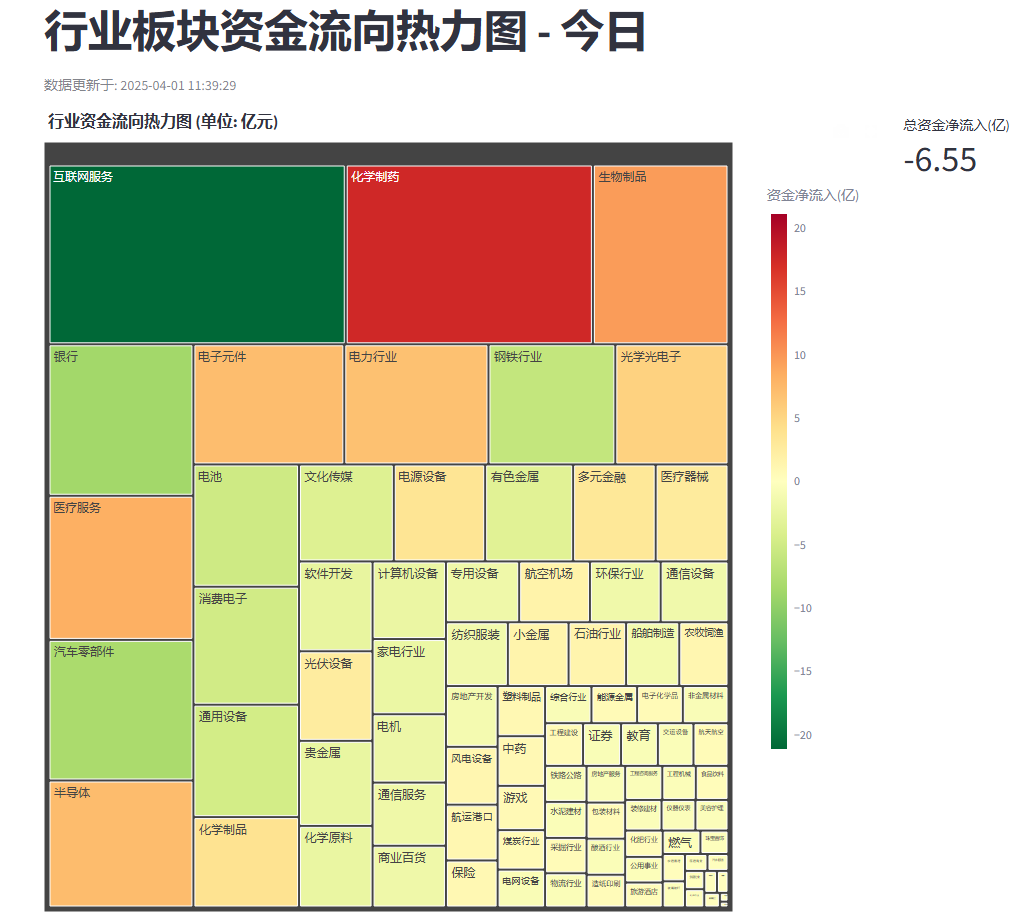 行业板块资金流向热力图 - 今日
数据更新于: 2025-04-01 11:39:29
行业资金流向热力图 (单位: 亿元)
总资金净流入(亿)
-6.55
资金净流入(亿)
20
15
10
5
0
−5
−10
−15
−20
互联网服务
化学制药
生物制品
银行
电子元件
电力行业
钢铁行业
光学光电子
医疗服务
汽车零部件
半导体
电池
文化传媒
电源设备
有色金属
多元金融
医疗器械
消费电子
通用设备
化学制品
软件开发
计算机设备
专用设备
航空机场
环保行业
通信设备
光伏设备
贵金属
化学原料
家电行业
电机
通信服务
商业百货
纺织服装
小金属
石油行业
船舶制造
农牧饲渔
房地产开发
塑料制品
综合行业
能源金属
电子化学品
非金属材料
风电设备
航运港口
保险
中药
游戏
煤炭行业
电网设备
工程建设
证券
教育
交运设备
航天航空
铁路公路
房地产服务
工程咨询服务
工程机械
食品饮料
水泥建材
包装材料
装修建材
仪器仪表
美容护理
采掘行业
酿酒行业
化肥行业
燃气
珠宝首饰
公用事业
物流行业
造纸印刷
旅游酒店